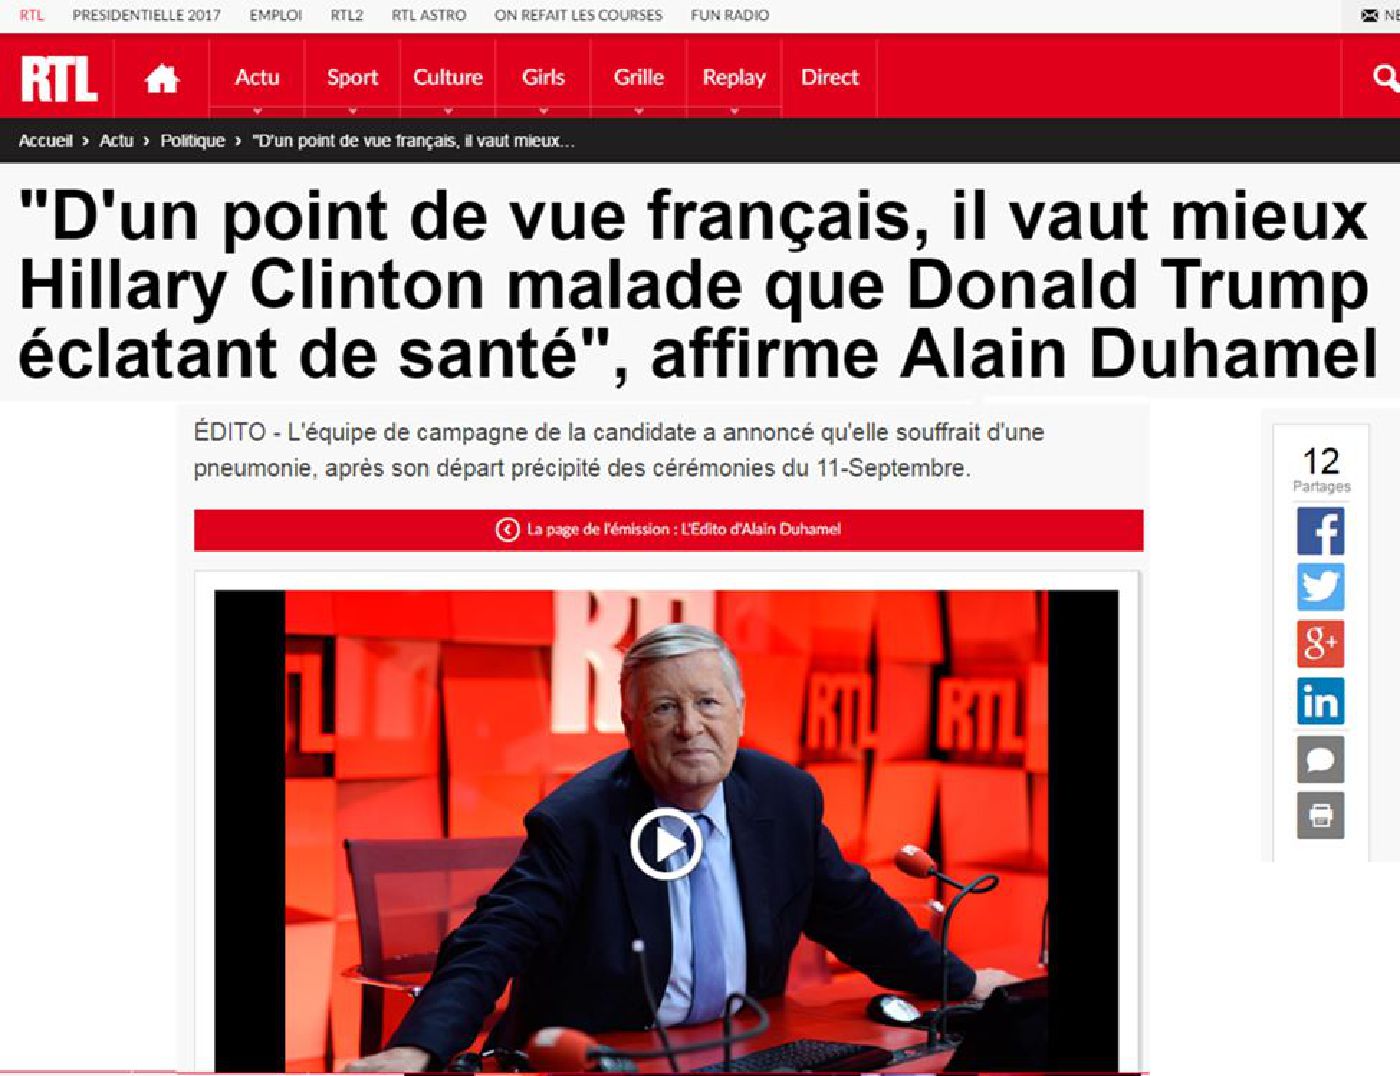 RTL PRESIDENTIELLE 2017 EMPLOI RTL2 RTL ASTRO ON REFAIT LES COURSES FUN RADIO
RTL Actu Sport Culture Girls Grille Replay Direct
Accueil > Actu > Politique > "D'un point de vue français, il vaut mieux...
"D'un point de vue français, il vaut mieux
Hillary Clinton malade que Donald Trump
éclatant de santé", affirme Alain Duhamel
ÉDITO - L'équipe de campagne de la candidate a annoncé qu'elle souffrait d'une
pneumonie, après son départ précipité des cérémonies du 11-Septembre.
12
Partages
La page de l'émission : L'Edito d'Alain Duhamel
RTL
RTL RTL
g+
in